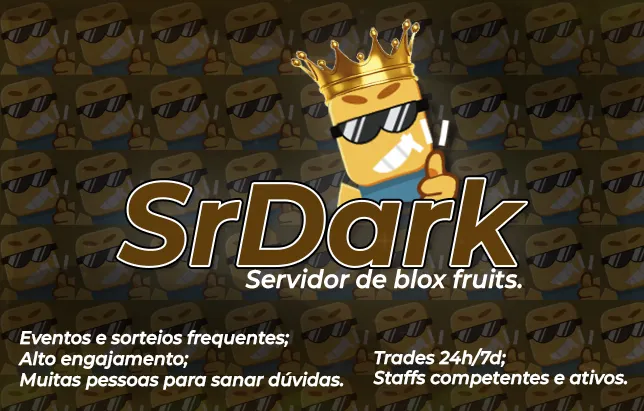 SrDark
Servidor de blox fruits.
Eventos e sorteios frequentes;
Alto engajamento;
Muitas pessoas para sanar dúvidas.
Trades 24h/7d;
Staffs competentes e ativos.